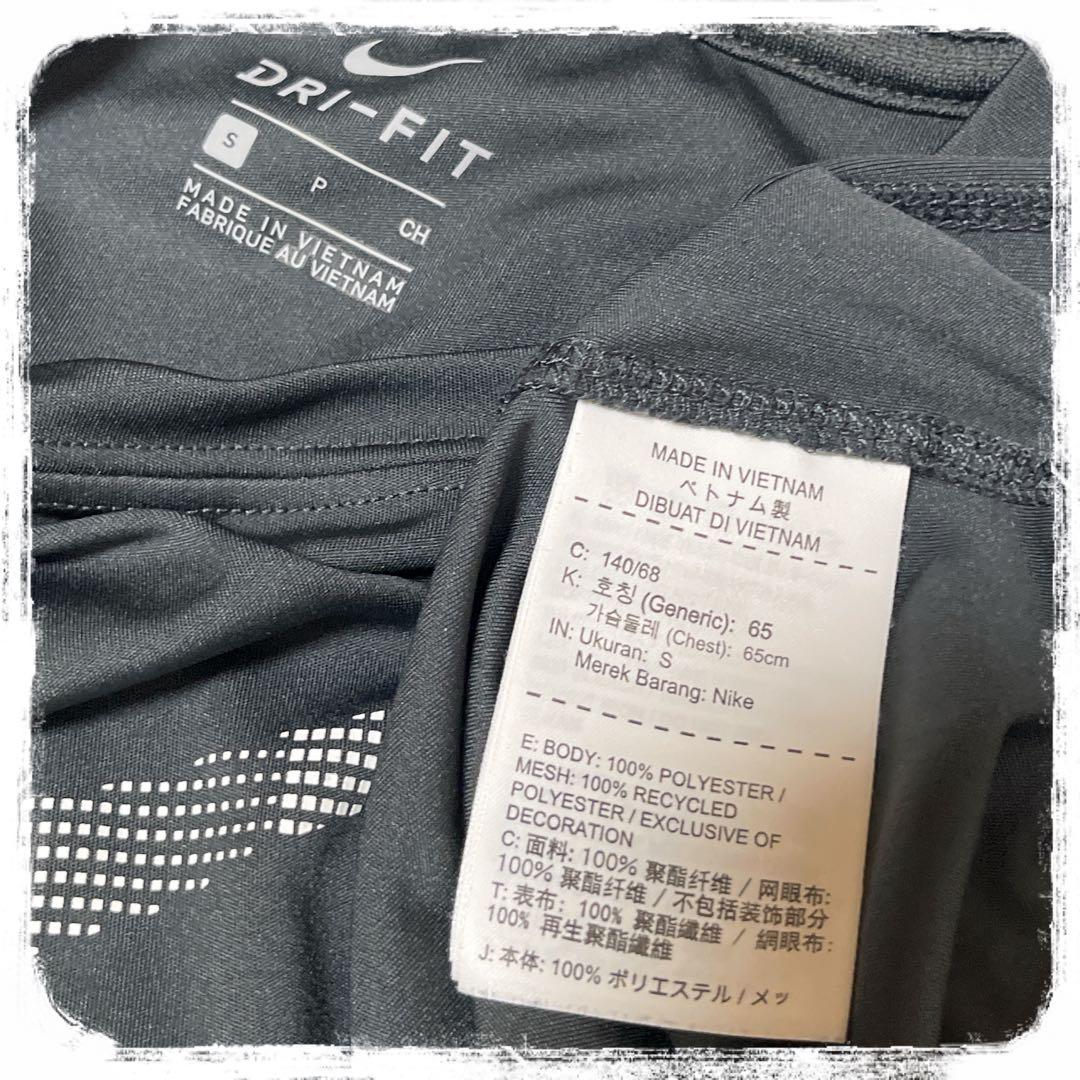 DRI-FIT
S P CH
MADE IN VIETNAM
FABRIQUE AU VIETNAM
MADE IN VIETNAM
ベトナム製
DIBUAT DI VIETNAM
C: 140/68
K: 호칭 (Generic): 65
가슴둘레 (Chest): 65cm
IN: Ukuran: S
Merek Barang: Nike
E: BODY: 100% POLYESTER /
MESH: 100% RECYCLED
POLYESTER / EXCLUSIVE OF
DECORATION
C: 面料: 100% 聚酯纤维 / 网眼布:
100% 聚酯纤维 / 不包括装饰部分
T: 表布: 100% 聚酯纖維 / 網眼布:
100% 再生聚酯纖維
J: 本体: 100% ポリエステル / メッ